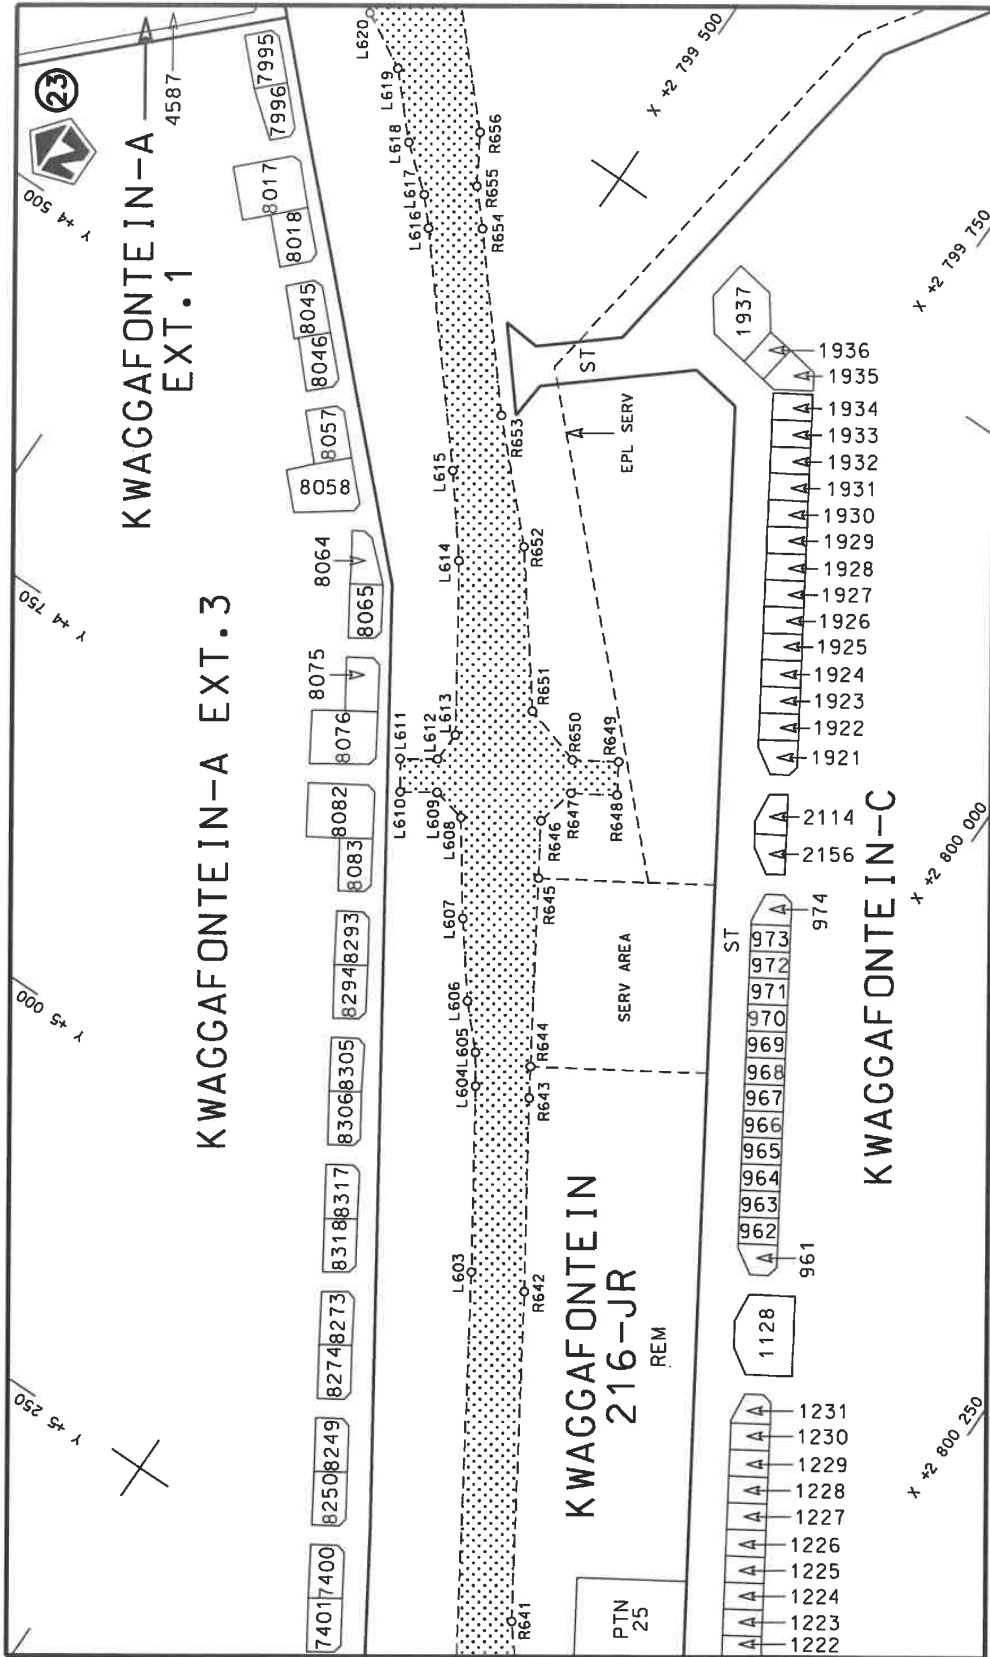 23
KWAGGAFONTEIN-A
EXT.1
4587
KWAGGAFONTEIN-A EXT.3
KWAGGAFONTEIN
216-JR
REM
KWAGGAFONTEIN-C
PTN
25
SERV AREA
EPL SERV
ST
ST
Y +4 500
Y +4 750
Y +5 000
Y +5 250
X +2 799 500
X +2 799 750
X +2 800 000
X +2 800 250
7995
7996
8017
8018
8045
8046
8057
8058
8064
8065
8075
8076
8082
8083
8293
8294
8305
8306
8317
8318
8273
8274
8249
8250
7400
7401
L620
L619
L618
L617
L616
L615
L614
L613
L612
L611
L610
L609
L608
L607
L606
L605
L604
L603
R656
R655
R654
R653
R652
R651
R650
R649
R648
R647
R646
R645
R644
R643
R642
R641
1937
1936
1935
1934
1933
1932
1931
1930
1929
1928
1927
1926
1925
1924
1923
1922
1921
2114
2156
974
973
972
971
970
969
968
967
966
965
964
963
962
961
1128
1231
1230
1229
1228
1227
1226
1225
1224
1223
1222